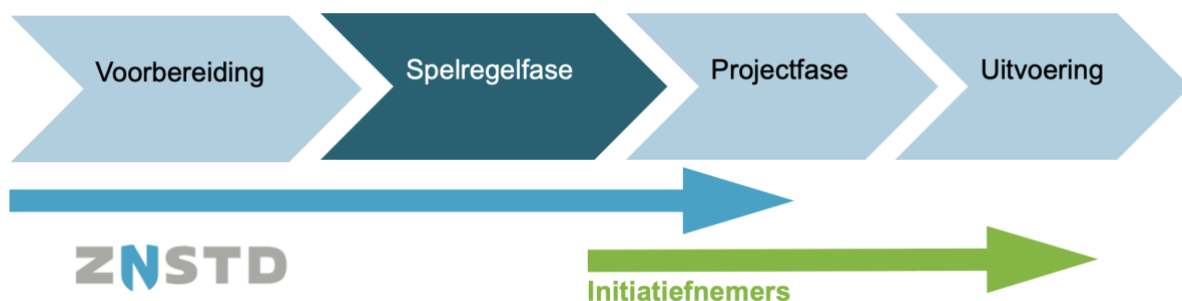 Voorbereiding
Spelregelfase
Projectfase
Uitvoering
ZNSTD
Initiatiefnemers